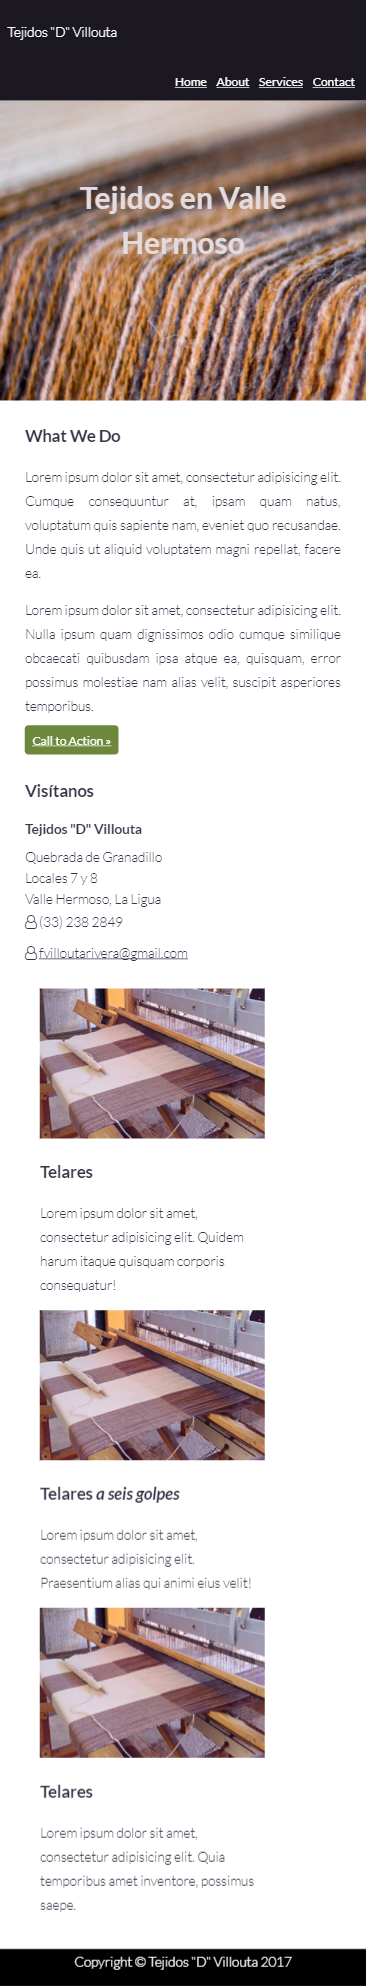 Tejidos "D" Villouta
Home About Services Contact
Tejidos en Valle
Hermoso
What We Do
Lorem ipsum dolor sit amet, consectetur adipisicing elit.
Cumque consequuntur at, ipsam quam natus,
voluptatum quis sapiente nam, eveniet quo recusandae.
Unde quis ut aliquid voluptatem magni repellat, facere
ea.
Lorem ipsum dolor sit amet, consectetur adipisicing elit.
Nulla ipsum quam dignissimos odio cumque similique
obcaecati quibusdam ipsa atque ea, quisquam, error
possimus molestiae nam alias velit, suscipit asperiores
temporibus.
Call to Action »
Visítanos
Tejidos "D" Villouta
Quebrada de Granadillo
Locales 7 y 8
Valle Hermoso, La Ligua
(33) 238 2849
fvilloutarivera@gmail.com
Telares
Lorem ipsum dolor sit amet,
consectetur adipisicing elit. Quidem
harum itaque quisquam corporis
consequatur!
Telares a seis golpes
Lorem ipsum dolor sit amet,
consectetur adipisicing elit.
Praesentium alias qui animi eius velit!
Telares
Lorem ipsum dolor sit amet,
consectetur adipisicing elit. Quia
temporibus amet inventore, possimus
saepe.
Copyright © Tejidos "D" Villouta 2017